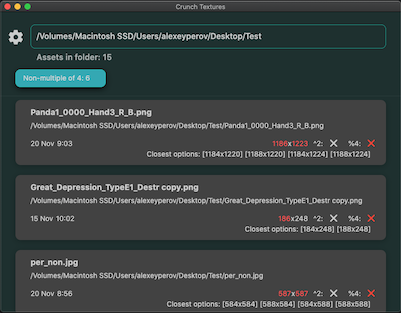 Crunch Textures
/Volumes/Macintosh SSD/Users/alexeyperov/Desktop/Test
Assets in folder: 15
Non-multiple of 4: 6
Panda1_0000_Hand3_R_B.png
/Volumes/Macintosh SSD/Users/alexeyperov/Desktop/Test/Panda1_0000_Hand3_R_B.png
20 Nov 9:03 1186x1223 ^2: ✕ %4: ✕
Closest options: [1184x1220] [1188x1220] [1184x1224] [1188x1224]
Great_Depression_TypeE1_Destr copy.png
/Volumes/Macintosh SSD/Users/alexeyperov/Desktop/Test/Great_Depression_TypeE1_Destr copy.png
15 Nov 10:02 186x248 ^2: ✕ %4: ✕
Closest options: [184x248] [188x248]
per_non.jpg
/Volumes/Macintosh SSD/Users/alexeyperov/Desktop/Test/per_non.jpg
20 Nov 8:56 587x587 ^2: ✕ %4: ✕
Closest options: [584x584] [588x584] [584x588] [588x588]